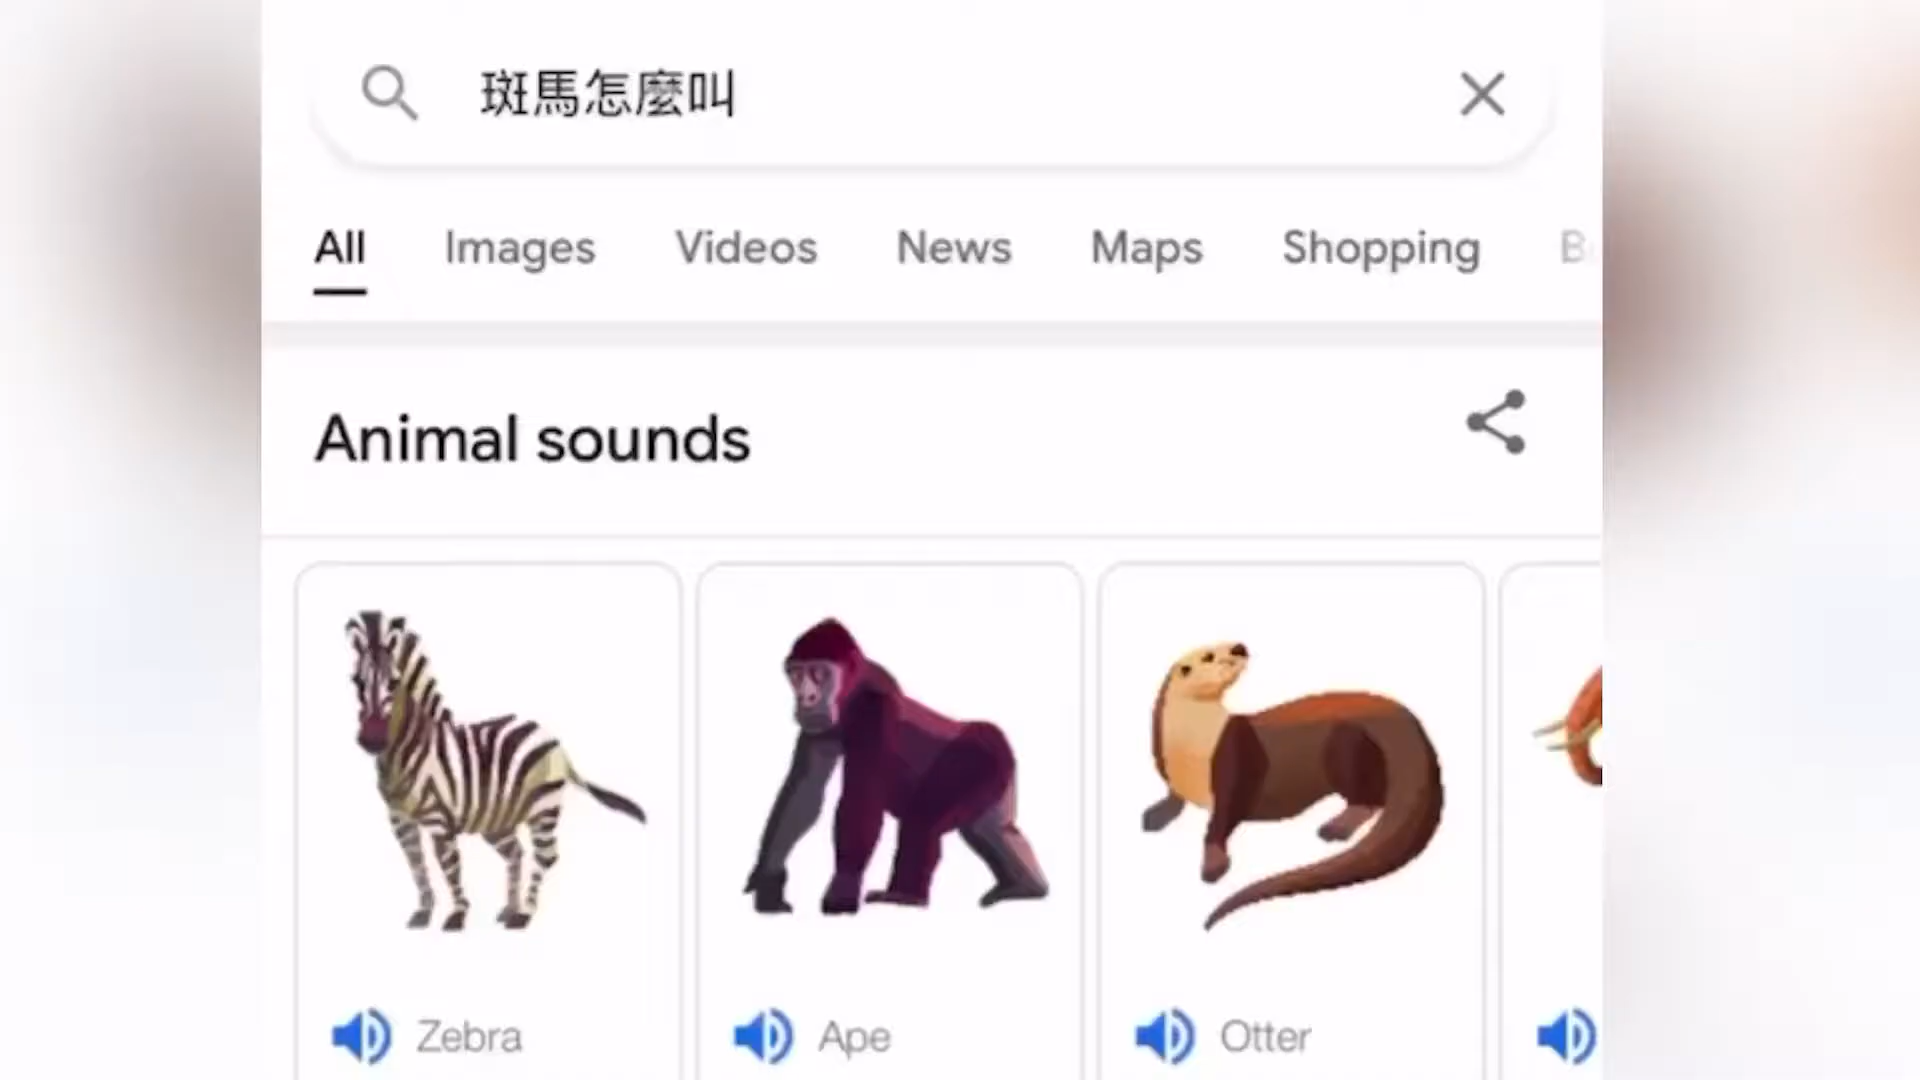 斑馬怎麼叫
All Images Videos News Maps Shopping
Animal sounds
Zebra Ape Otter